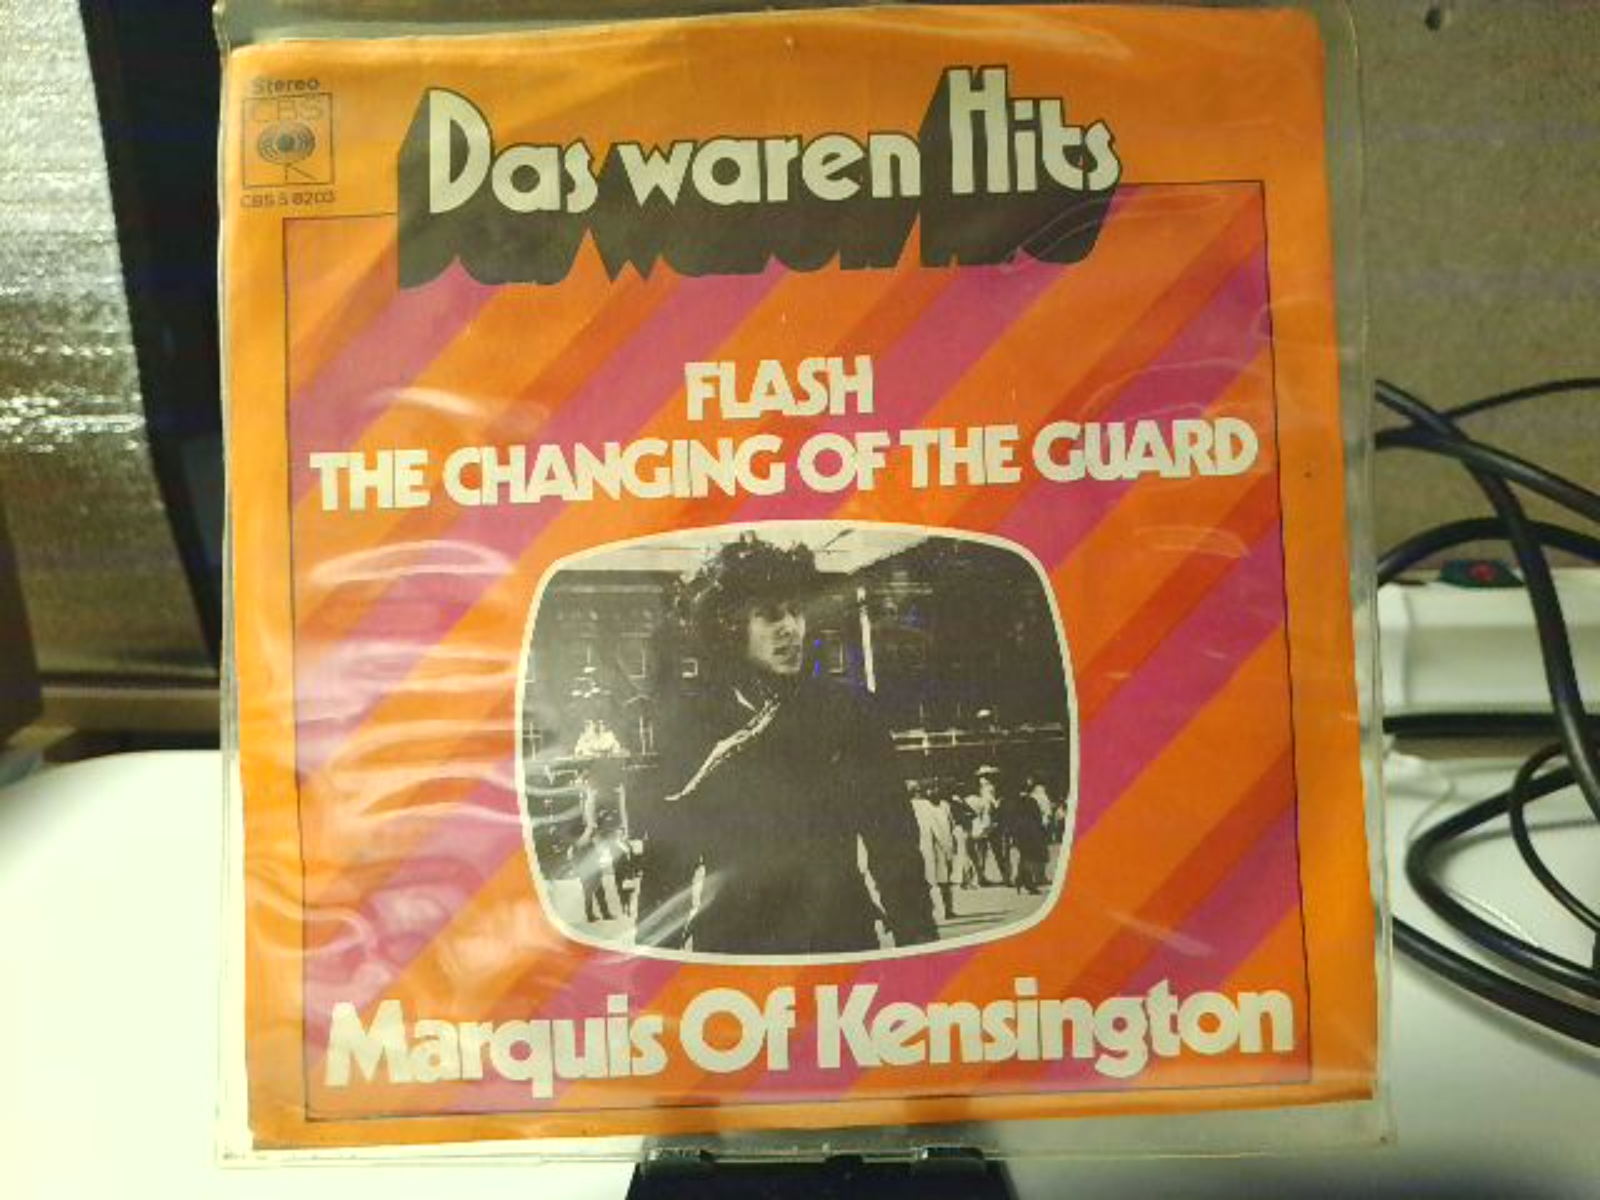 Stereo
CBS
CBS S 8203
Das waren Hits
FLASH
THE CHANGING OF THE GUARD
Marquis Of Kensington